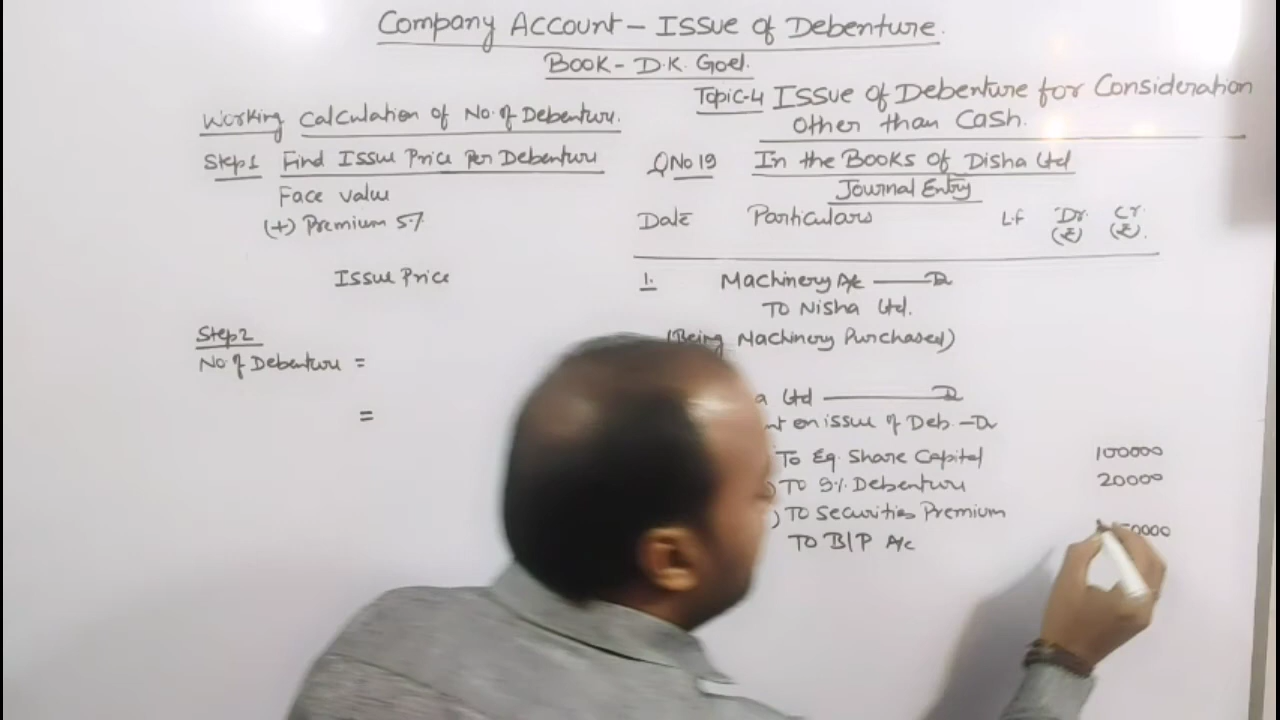 Company Account - Issue of Debenture.
Book - D.K. Goel.
Topic-4 Issue of Debenture for Consideration
Other than Cash.
Working Calculation of No. of Debenture.
Step1 Find Issue Price Per Debenture
Face value
(+) Premium 5%
Issue Price
Step2
No. of Debenture =
=
QNo 19 In the Books of Disha Ltd
Journal Entry
Date Particulars L.F Dr. (₹) Cr. (₹).
1. Machinery A/c —— Dr
To Nisha Ltd.
(Being Machinery Purchased)
Ltd ——— Dr
on issue of Deb. - Dr
To Eq. Share Capital 100000
To 9% Debenture 20000
) To Securities Premium
To B/P A/c